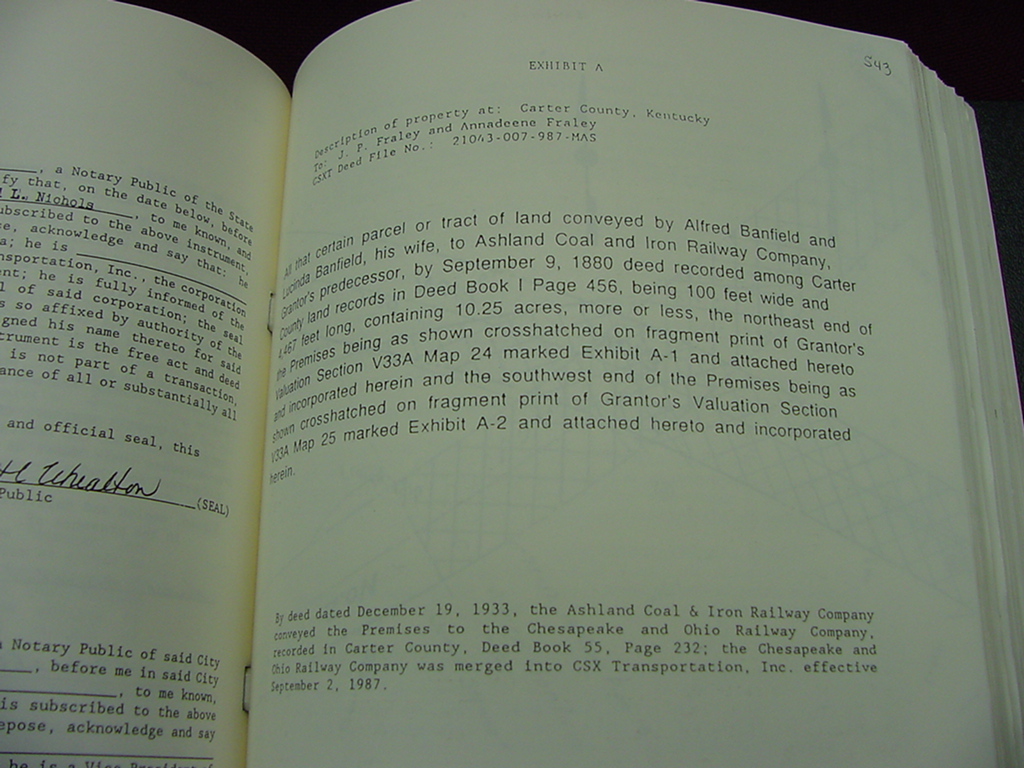 , a Notary Public of the State
fy that, on the date below, before
L. Nichols, to me known, and
ubscribed to the above instrument,
se, acknowledge and say that: he
a; he is
nsportation, Inc., the corporation
ent; he is fully informed of the
l of said corporation; the seal
s so affixed by authority of the
igned his name thereto for said
trument is the free act and deed
is not part of a transaction,
ance of all or substantially all
and official seal, this
Whealton (SEAL)
Public
Notary Public of said City
, before me in said City
, to me known,
is subscribed to the above
epose, acknowledge and say
he is a Vice President of
543
EXHIBIT A
Description of property at: Carter County, Kentucky
To: J. P. Fraley and Annadeene Fraley
CSXT Deed File No.: 21043-007-987-MAS
All that certain parcel or tract of land conveyed by Alfred Banfield and
Lucinda Banfield, his wife, to Ashland Coal and Iron Railway Company,
Grantor's predecessor, by September 9, 1880 deed recorded among Carter
County land records in Deed Book I Page 456, being 100 feet wide and
4,467 feet long, containing 10.25 acres, more or less, the northeast end of
the Premises being as shown crosshatched on fragment print of Grantor's
Valuation Section V33A Map 24 marked Exhibit A-1 and attached hereto
and incorporated herein and the southwest end of the Premises being as
shown crosshatched on fragment print of Grantor's Valuation Section
V33A Map 25 marked Exhibit A-2 and attached hereto and incorporated
herein.
By deed dated December 19, 1933, the Ashland Coal & Iron Railway Company
conveyed the Premises to the Chesapeake and Ohio Railway Company,
recorded in Carter County, Deed Book 55, Page 232; the Chesapeake and
Ohio Railway Company was merged into CSX Transportation, Inc. effective
September 2, 1987.